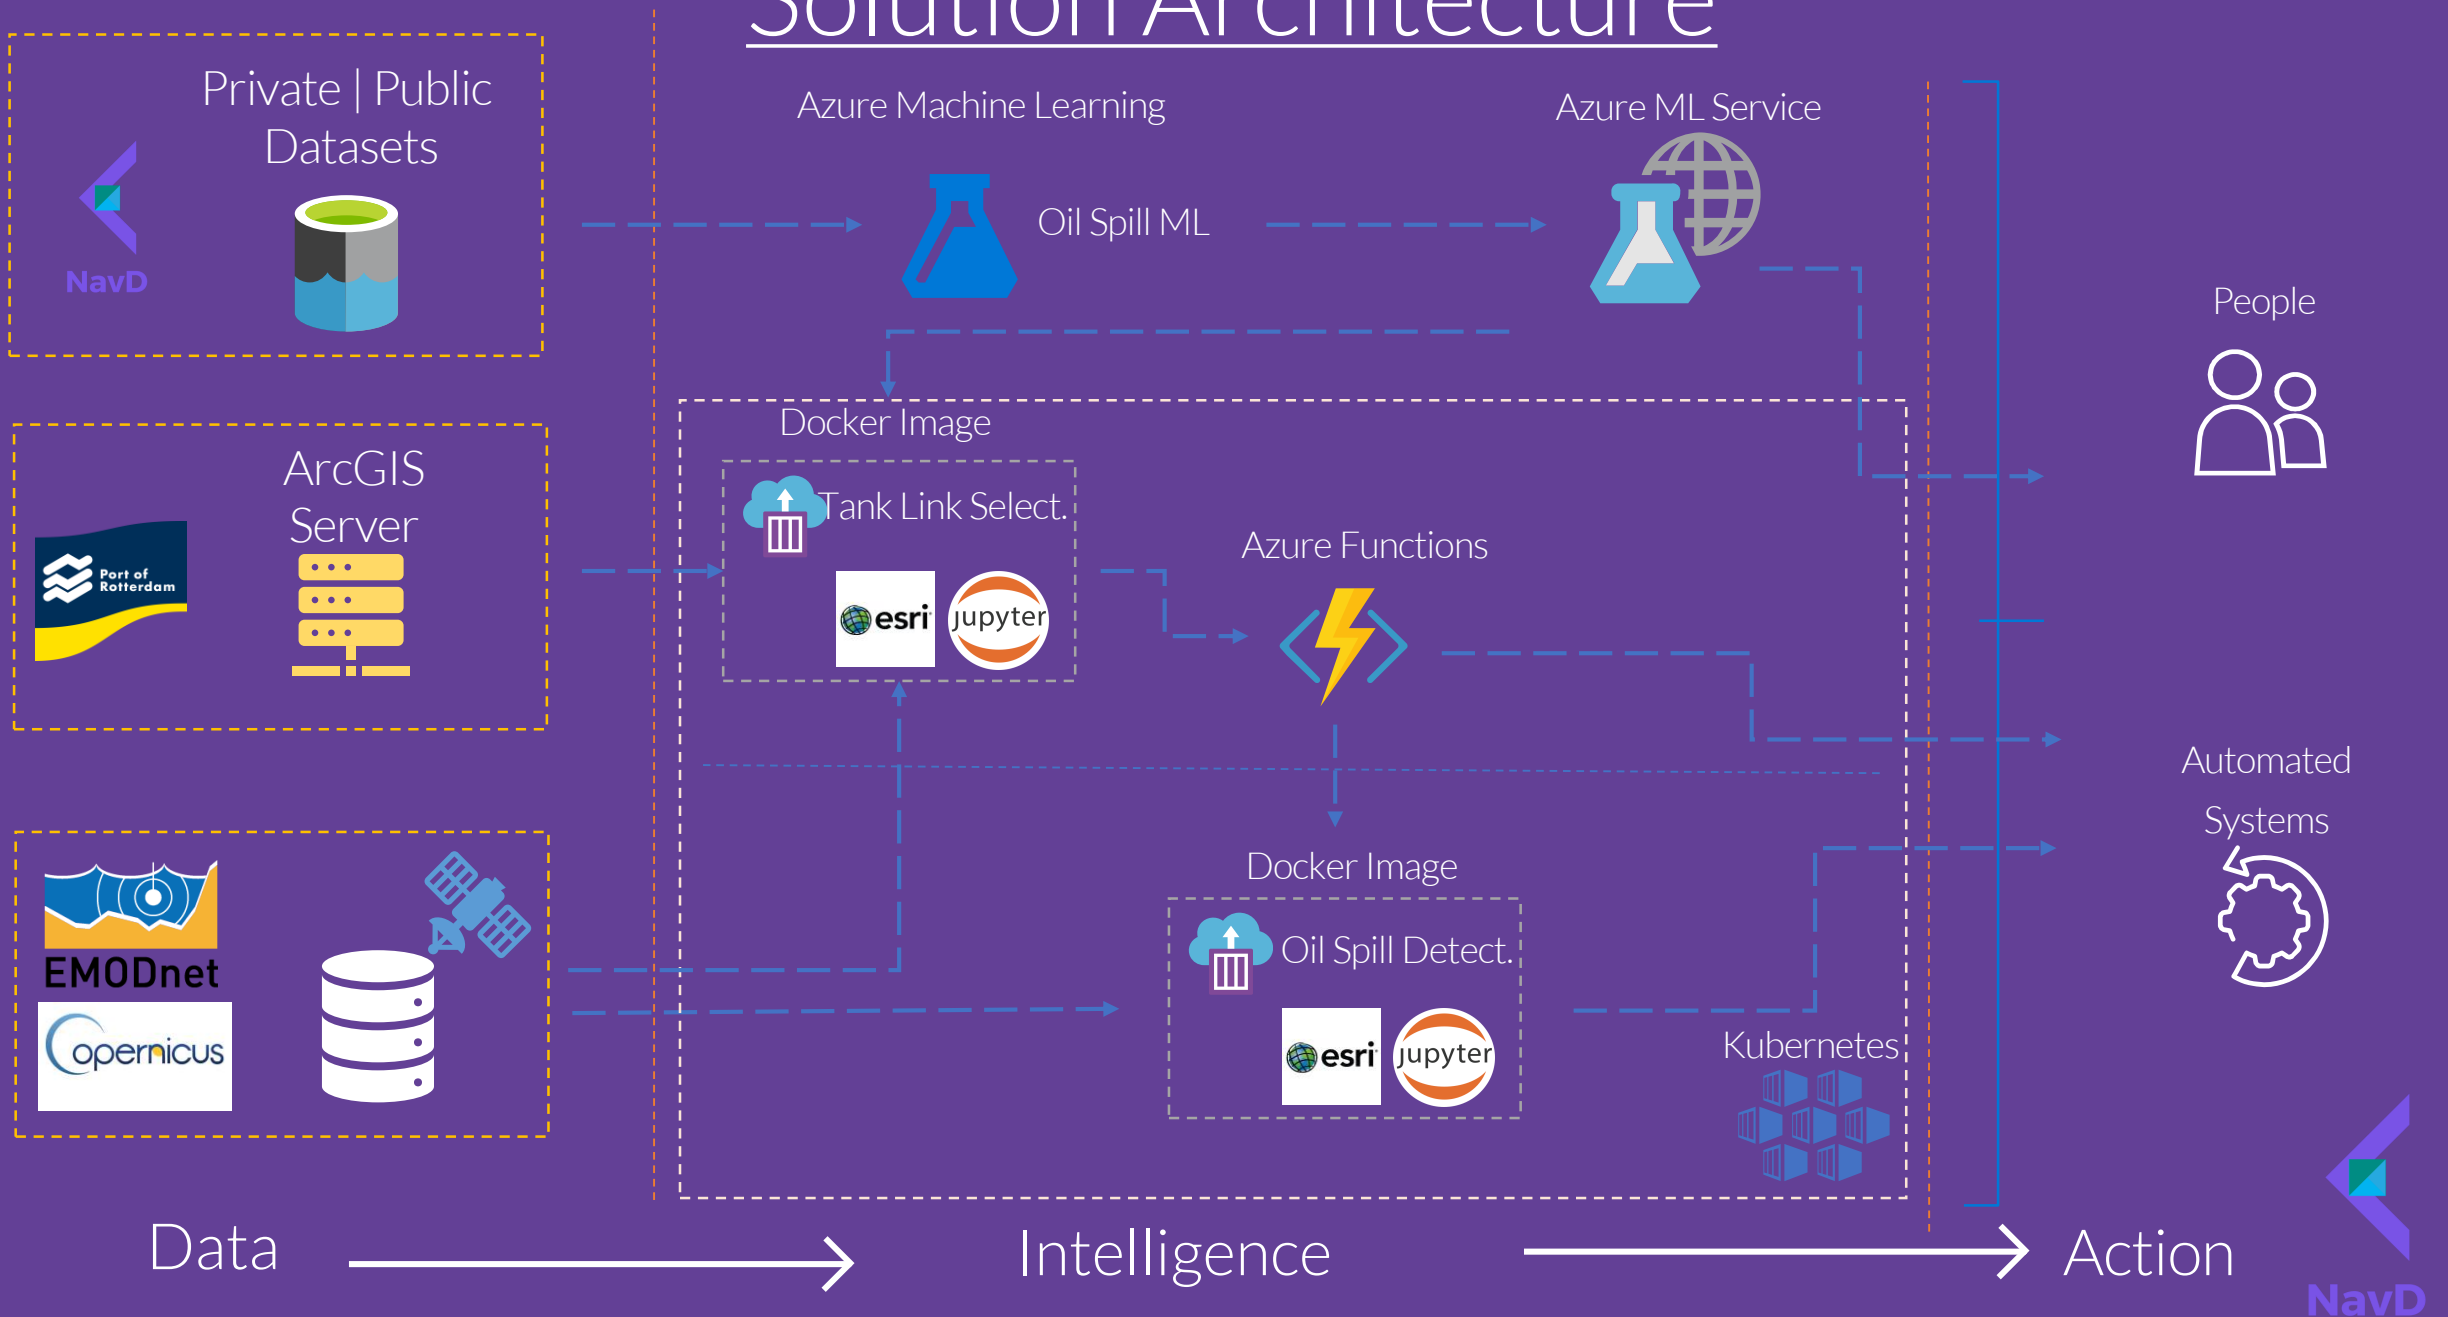 Solution Architecture
Private | Public
Datasets
NavD
Azure Machine Learning
Oil Spill ML
Azure ML Service
People
ArcGIS
Server
Port of
Rotterdam
Docker Image
Tank Link Select.
esri
jupyter
Azure Functions
Automated
Systems
EMODnet
Copernicus
Docker Image
Oil Spill Detect.
esri
jupyter
Kubernetes
Data
Intelligence
Action
NavD